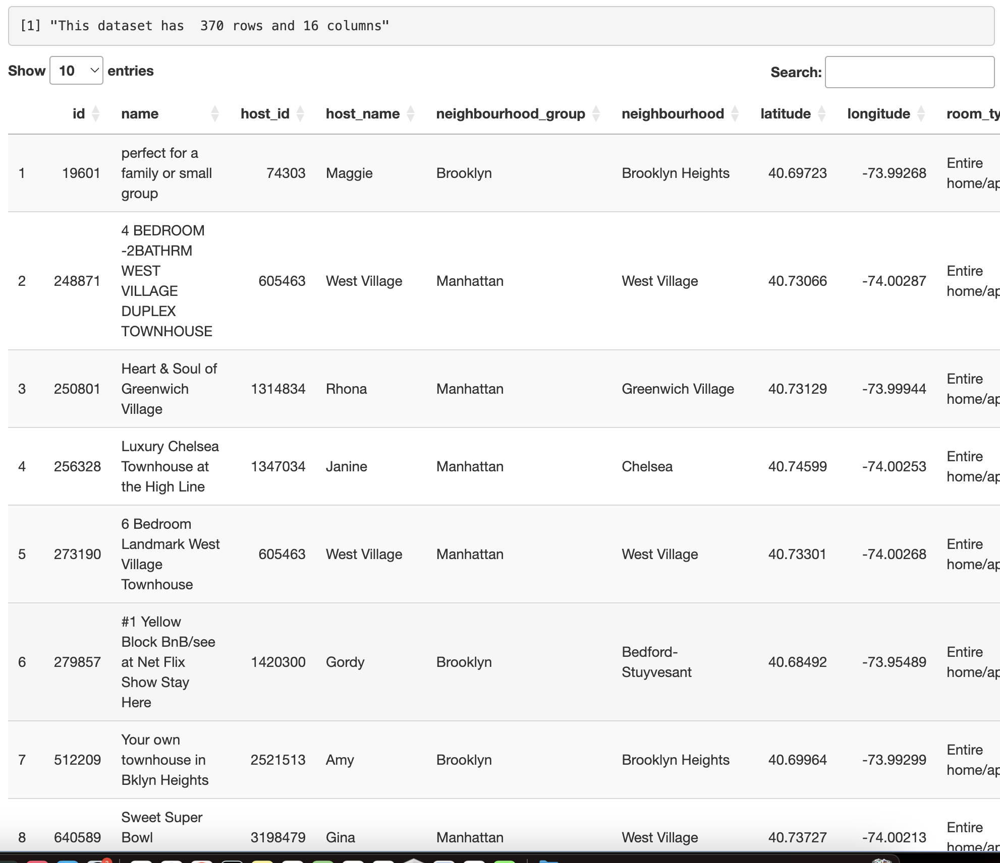 [1] "This dataset has  370 rows and 16 columns"
Show 10 entries
Search:
id name host_id host_name neighbourhood_group neighbourhood latitude longitude room_ty
perfect for a
family or small
group
1 19601 74303 Maggie Brooklyn Brooklyn Heights 40.69723 -73.99268
Entire
home/ap
4 BEDROOM
-2BATHRM
WEST
VILLAGE
DUPLEX
TOWNHOUSE
2 248871 605463 West Village Manhattan West Village 40.73066 -74.00287
Entire
home/ap
Heart & Soul of
Greenwich
Village
3 250801 1314834 Rhona Manhattan Greenwich Village 40.73129 -73.99944
Entire
home/ap
Luxury Chelsea
Townhouse at
the High Line
4 256328 1347034 Janine Manhattan Chelsea 40.74599 -74.00253
Entire
home/ap
6 Bedroom
Landmark West
Village
Townhouse
5 273190 605463 West Village Manhattan West Village 40.73301 -74.00268
Entire
home/ap
#1 Yellow
Block BnB/see
at Net Flix
Show Stay
Here
6 279857 1420300 Gordy Brooklyn
Bedford-
Stuyvesant
40.68492 -73.95489
Entire
home/ap
Your own
townhouse in
Bklyn Heights
7 512209 2521513 Amy Brooklyn Brooklyn Heights 40.69964 -73.99299
Entire
home/ap
Sweet Super
Bowl
8 640589 3198479 Gina Manhattan West Village 40.73727 -74.00213
Entire
home/ap